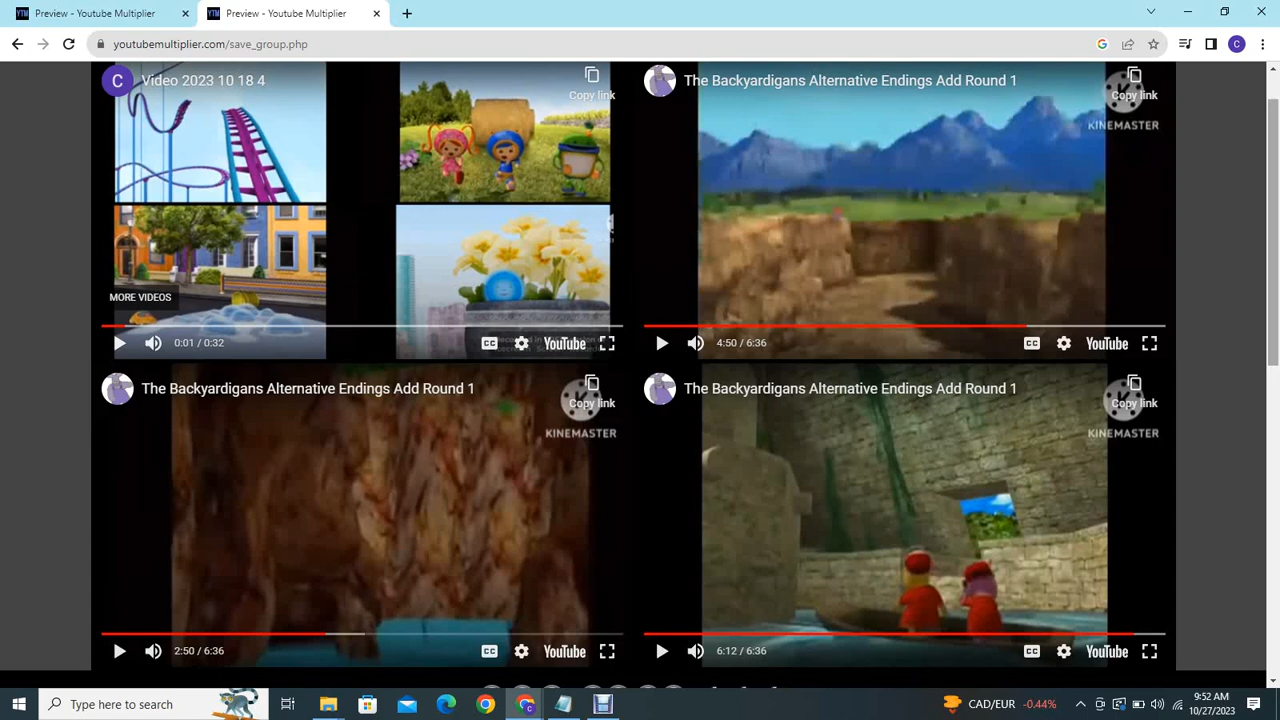 Preview - Youtube Multiplier
Preview - Youtube Multiplier
youtubemultiplier.com/save_group.php
C
C
Video 2023 10 18 4
Copy link
MORE VIDEOS
0:01 / 0:32
CC
YouTube
The Backyardigans Alternative Endings Add Round 1
Copy link
KINEMASTER
4:50 / 6:36
CC
YouTube
The Backyardigans Alternative Endings Add Round 1
Copy link
KINEMASTER
2:50 / 6:36
CC
YouTube
The Backyardigans Alternative Endings Add Round 1
Copy link
KINEMASTER
6:12 / 6:36
CC
YouTube
Type here to search
CAD/EUR -0.44%
9:52 AM
10/27/2023